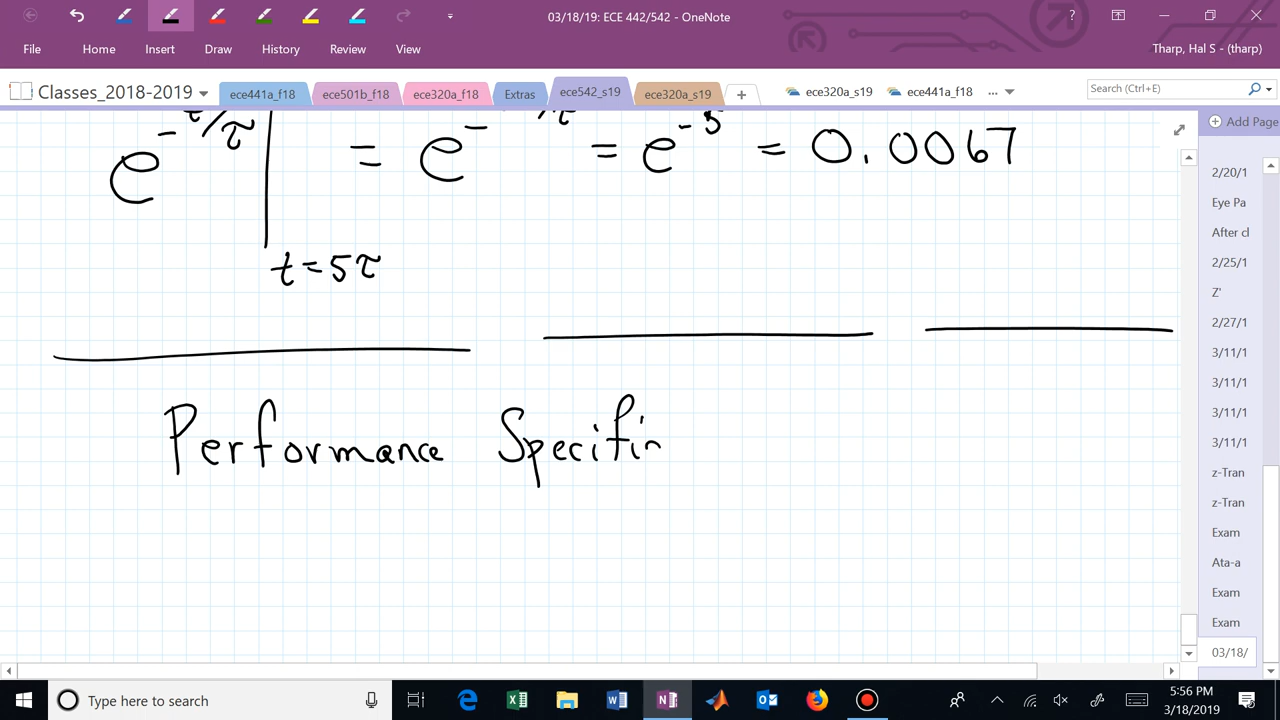 03/18/19: ECE 442/542 - OneNote
File Home Insert Draw History Review View
Tharp, Hal S - (tharp)
Classes_2018-2019 ece441a_f18 ece501b_f18 ece320a_f18 Extras ece542_s19 ece320a_s19 ece320a_s19 ece441a_f18 ...
Search (Ctrl+E)
Add Page
2/20/1
Eye Pa
After cl
2/25/1
Z'
2/27/1
3/11/1
3/11/1
3/11/1
3/11/1
z-Tran
z-Tran
Exam
Ata-a
Exam
Exam
03/18/
e^-t/τ | = e^- = e^-5 = 0.0067
t=5τ
Performance Specifin
Type here to search
5:56 PM
3/18/2019